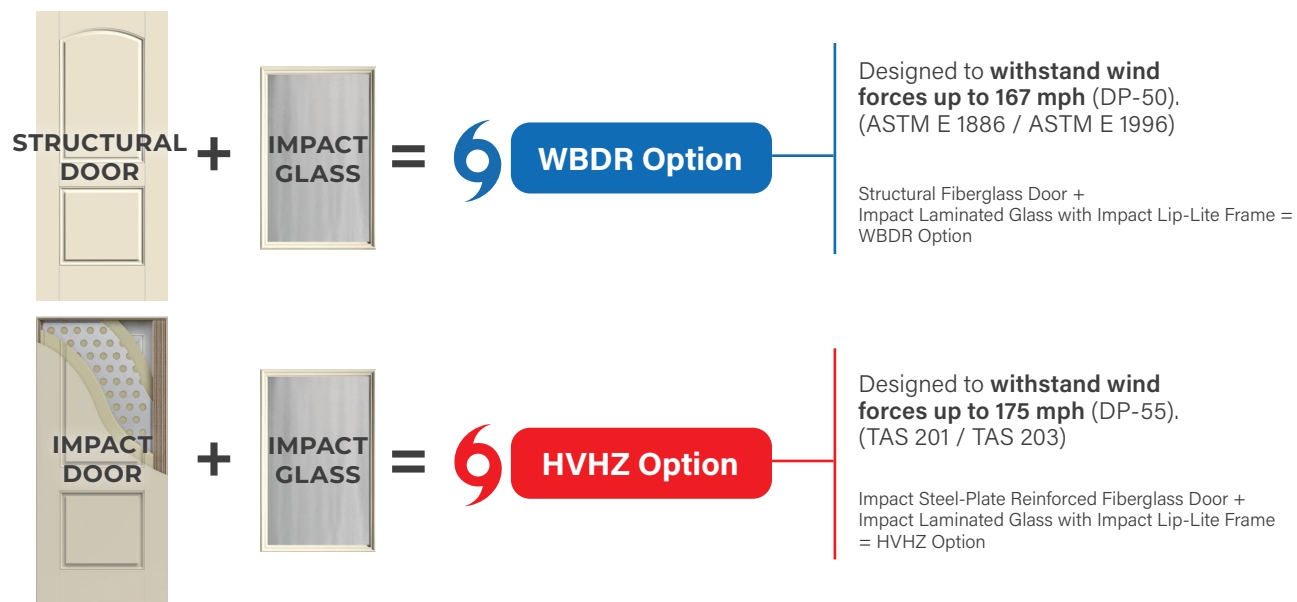 STRUCTURAL
DOOR
+
IMPACT
GLASS
=
WBDR Option
Designed to withstand wind
forces up to 167 mph (DP-50).
(ASTM E 1886 / ASTM E 1996)
Structural Fiberglass Door +
Impact Laminated Glass with Impact Lip-Lite Frame =
WBDR Option
IMPACT
DOOR
+
IMPACT
GLASS
=
HVHZ Option
Designed to withstand wind
forces up to 175 mph (DP-55).
(TAS 201 / TAS 203)
Impact Steel-Plate Reinforced Fiberglass Door +
Impact Laminated Glass with Impact Lip-Lite Frame
= HVHZ Option